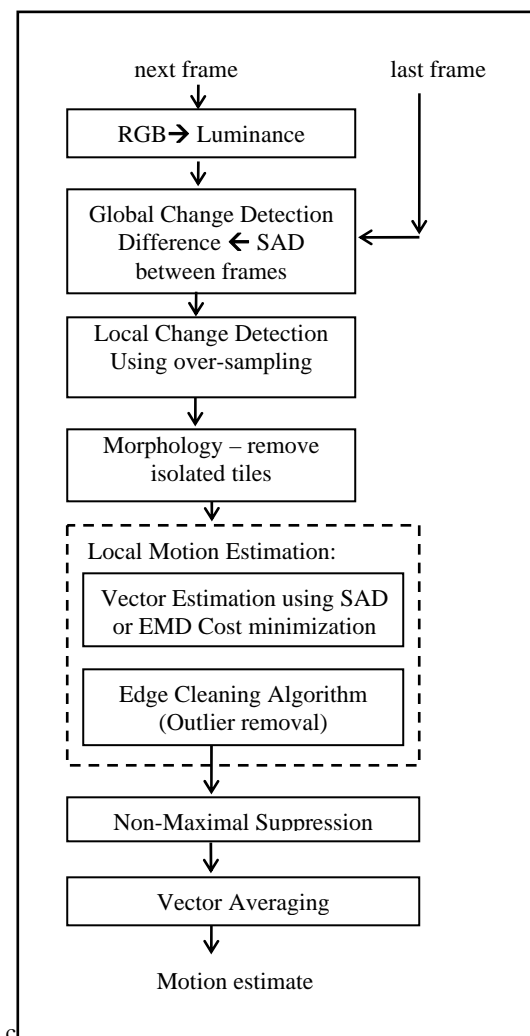 next frame
last frame
RGB→ Luminance
Global Change Detection
Difference ← SAD
between frames
Local Change Detection
Using over-sampling
Morphology – remove
isolated tiles
Local Motion Estimation:
Vector Estimation using SAD
or EMD Cost minimization
Edge Cleaning Algorithm
(Outlier removal)
Non-Maximal Suppression
Vector Averaging
Motion estimate
c